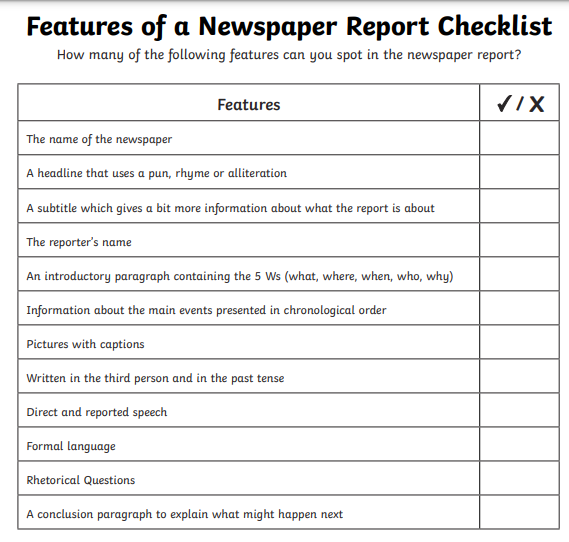 Features of a Newspaper Report Checklist
How many of the following features can you spot in the newspaper report?
Features ✓ / X
The name of the newspaper
A headline that uses a pun, rhyme or alliteration
A subtitle which gives a bit more information about what the report is about
The reporter's name
An introductory paragraph containing the 5 Ws (what, where, when, who, why)
Information about the main events presented in chronological order
Pictures with captions
Written in the third person and in the past tense
Direct and reported speech
Formal language
Rhetorical Questions
A conclusion paragraph to explain what might happen next